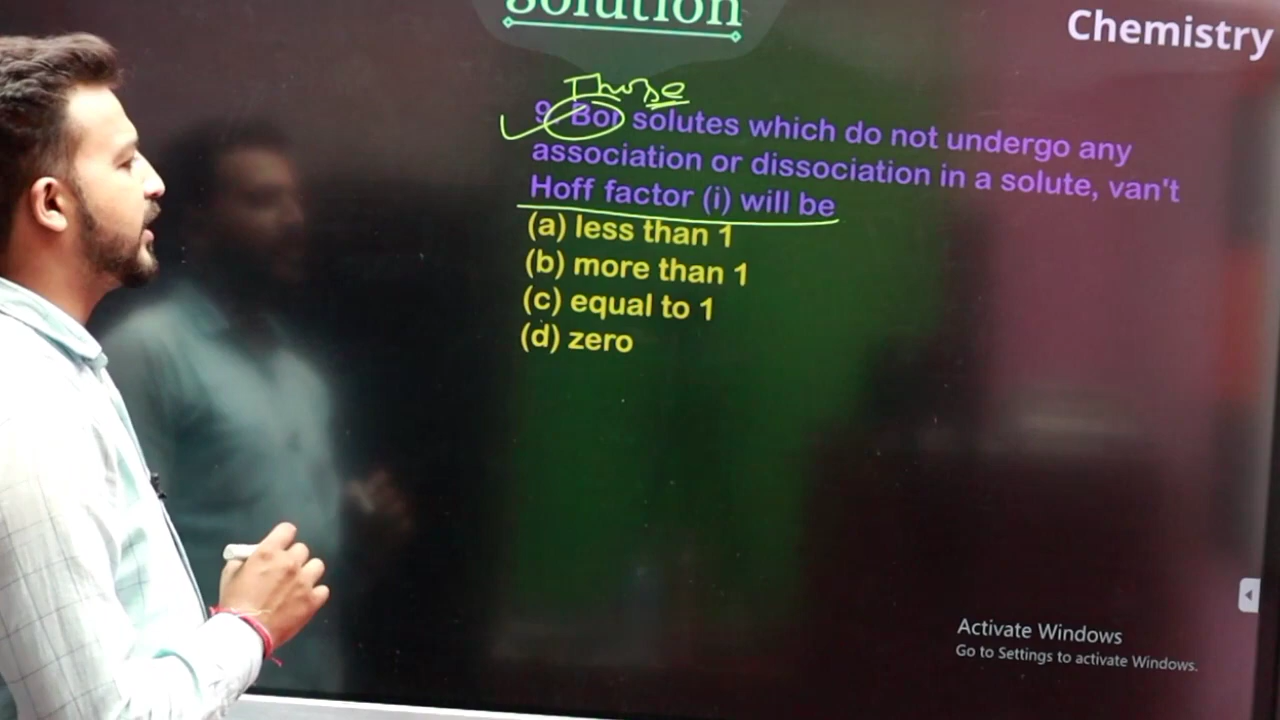 Solution
Chemistry
Those
9. Bor solutes which do not undergo any
association or dissociation in a solute, van't
Hoff factor (i) will be
(a) less than 1
(b) more than 1
(c) equal to 1
(d) zero
Activate Windows
Go to Settings to activate Windows.